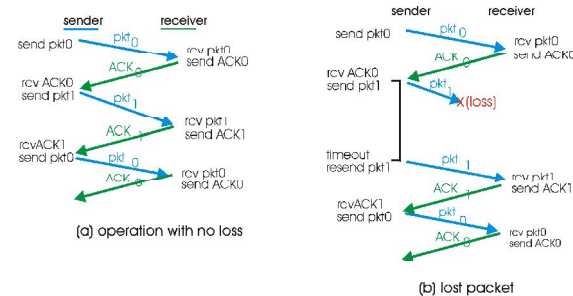 sender receiver
send pkt0
pkt0
rcv pkt0
send ACK0
ACK0
rcv ACK0
send pkt1
pkt1
rcv pkt1
send ACK1
ACK1
rcvACK1
send pkt0
pkt0
rcv pkt0
send ACK0
ACK0
(a) operation with no loss
sender receiver
send pkt0
pkt0
rcv pkt0
send ACK0
ACK0
rcv ACK0
send pkt1
pkt1
x(loss)
timeout
resend pkt1
pkt1
rcv pkt1
send ACK1
ACK1
rcvACK1
send pkt0
pkt0
rcv pkt0
send ACK0
ACK0
(b) lost packet